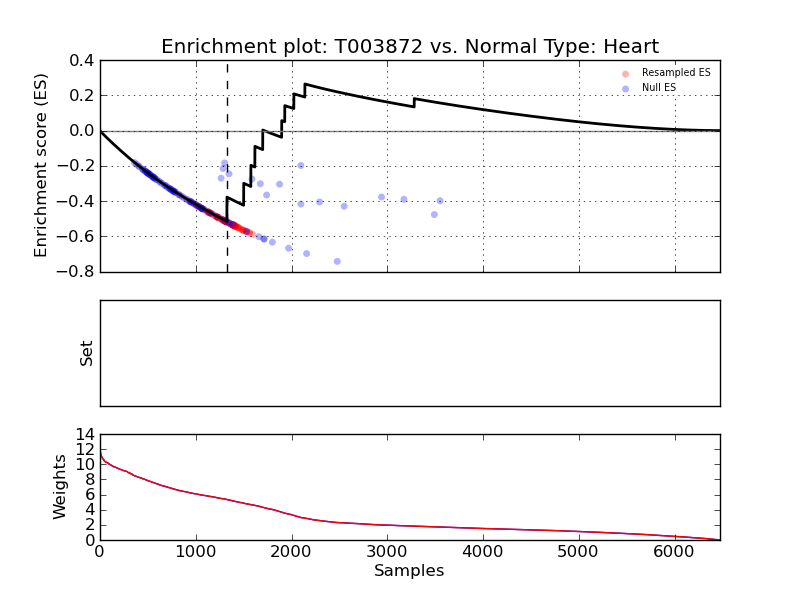 Enrichment plot: T003872 vs. Normal Type: Heart
Enrichment score (ES)
0.4
0.2
0.0
−0.2
−0.4
−0.6
−0.8
Resampled ES
Null ES
Set
Weights
14
12
10
8
6
4
2
0
0 1000 2000 3000 4000 5000 6000
Samples